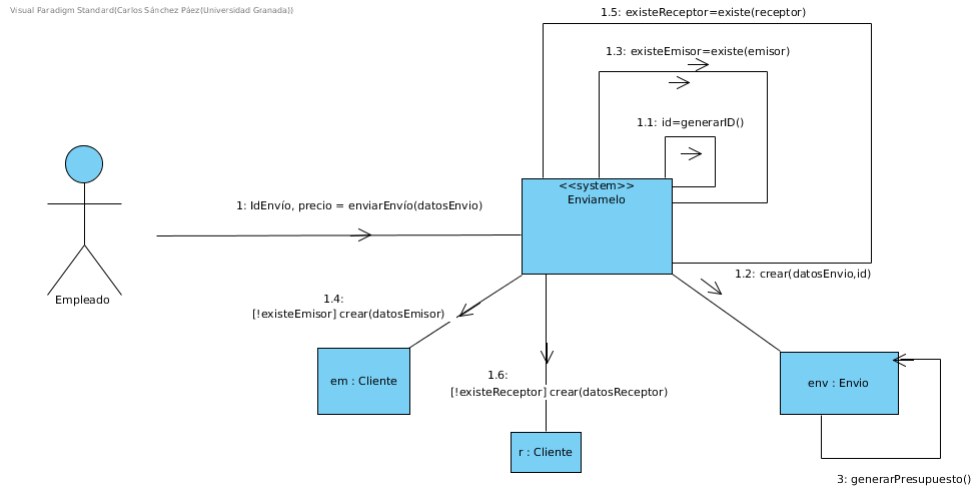 Visual Paradigm Standard(Carlos Sánchez Páez(Universidad Granada))
1.5: existeReceptor=existe(receptor)
1.3: existeEmisor=existe(emisor)
1.1: id=generarID()
<<system>>
Enviamelo
1: IdEnvío, precio = enviarEnvío(datosEnvio)
Empleado
1.2: crear(datosEnvio,id)
1.4:
[!existeEmisor] crear(datosEmisor)
em : Cliente
1.6:
[!existeReceptor] crear(datosReceptor)
env : Envio
r : Cliente
3: generarPresupuesto()